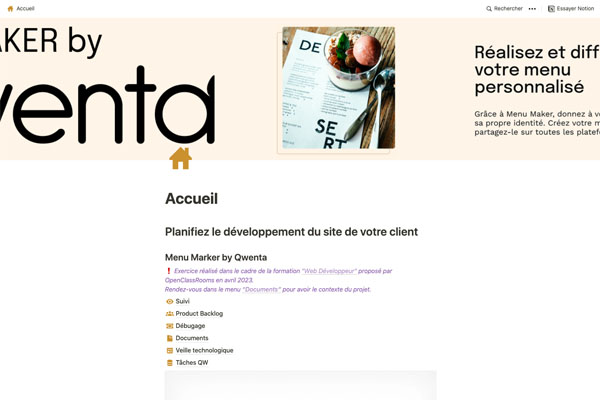 Accueil
Rechercher
Essayer Notion
AKER by
wenta
DE
SERT
Réalisez et diff
votre menu
personnalisé
Grâce à Menu Maker, donnez à v
sa propre identité. Créez votre m
partagez-le sur toutes les platef
Accueil
Planifiez le développement du site de votre client
Menu Marker by Qwenta
❗ Exercice réalisé dans le cadre de la formation “Web Développeur” proposé par
OpenClassRooms en avril 2023.
Rendez-vous dans le menu “Documents” pour avoir le contexte du projet.
Suivi
Product Backlog
Débugage
Documents
Veille technologique
Tâches QW